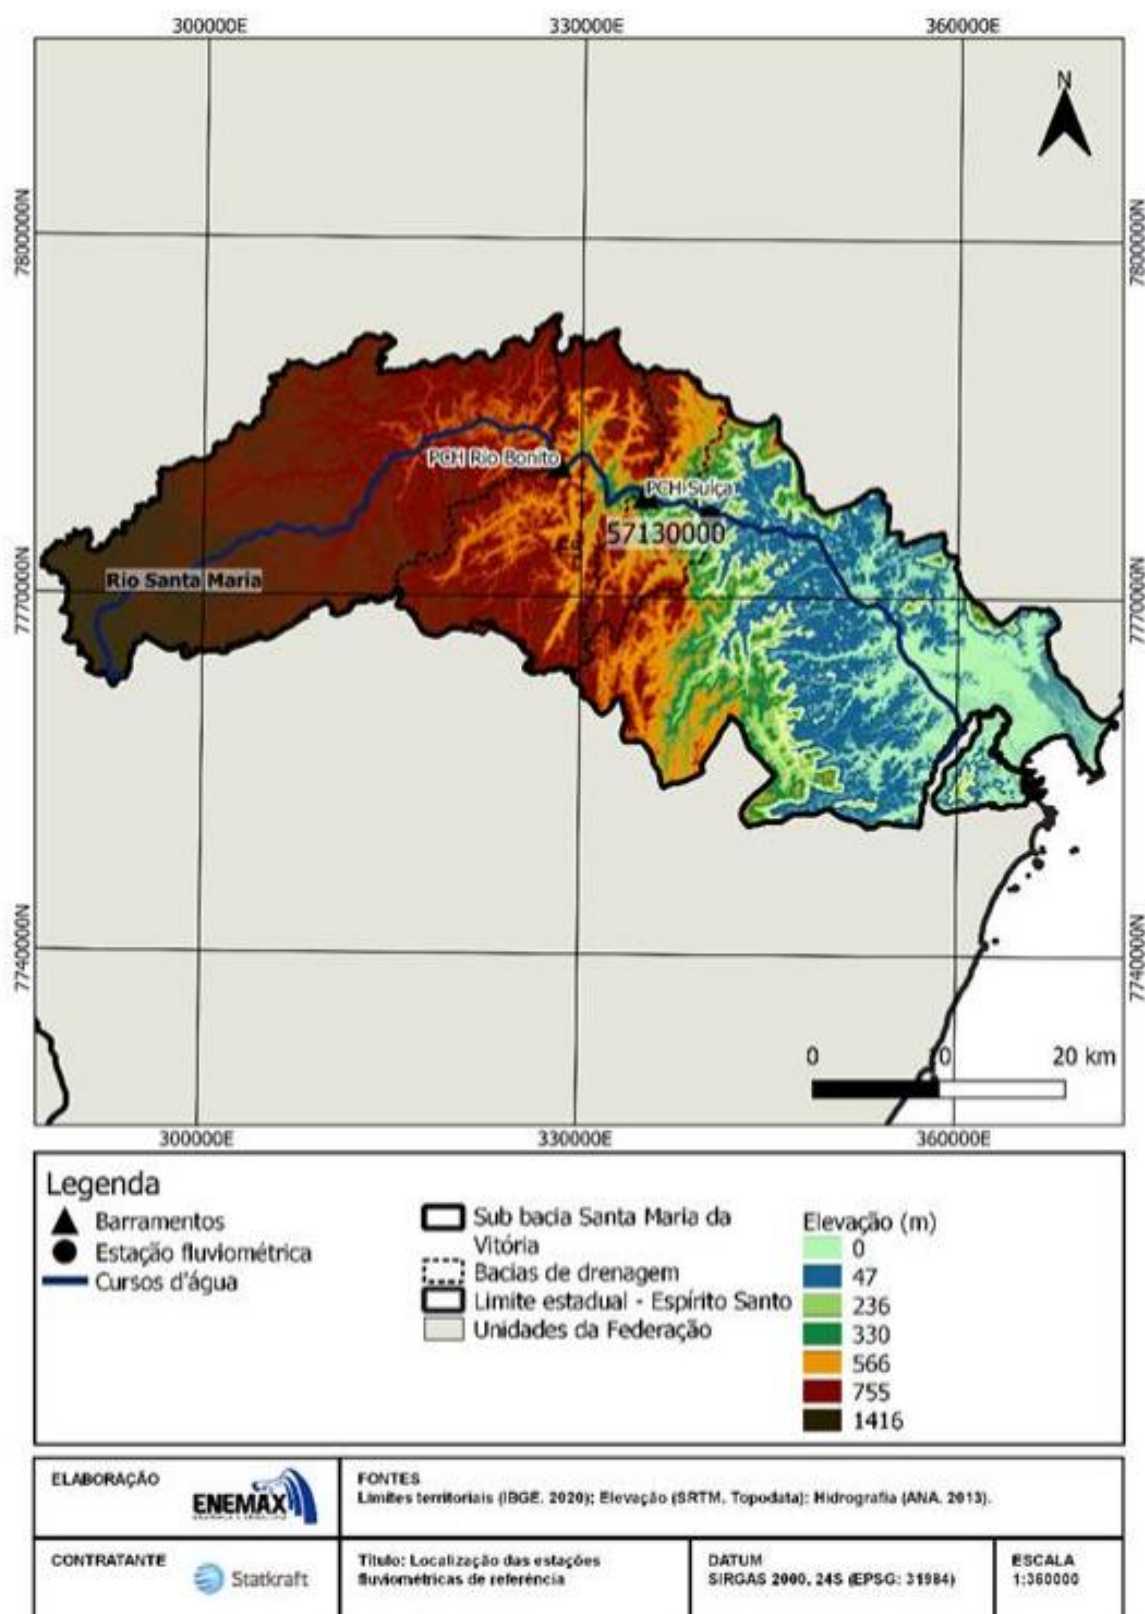 300000E 330000E 360000E
N
7800000N 7800000N
PCH Rio Bonito
PCH Suíça
57130000
Rio Santa Maria
7770000N 7770000N
7740000N 7740000N
0 0 20 km
300000E 330000E 360000E
Legenda
Barramentos
Estação fluviométrica
Cursos d'água
Sub bacia Santa Maria da
Vitória
Bacias de drenagem
Limite estadual - Espírito Santo
Unidades da Federação
Elevação (m)
0
47
236
330
566
755
1416
ELABORAÇÃO
ENEMAX
FONTES
Limites territoriais (IBGE, 2020); Elevação (SRTM, Topodata); Hidrografia (ANA, 2013).
CONTRATANTE
Statkraft
Título: Localização das estações
fluviométricas de referência
DATUM
SIRGAS 2000, 24S (EPSG: 31984)
ESCALA
1:360000